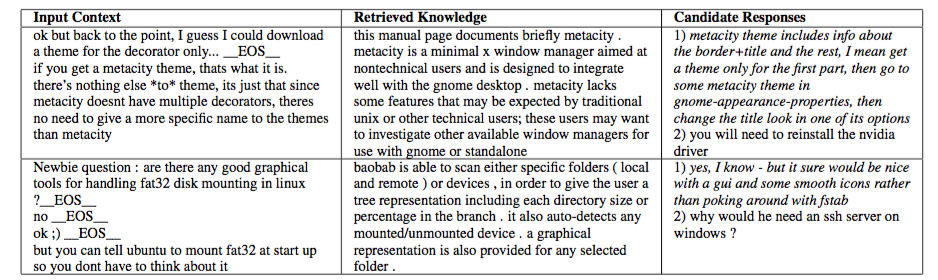 Input Context
Retrieved Knowledge
Candidate Responses
ok but back to the point, I guess I could download
a theme for the decorator only... __EOS__
if you get a metacity theme, thats what it is.
there's nothing else *to* theme, its just that since
metacity doesnt have multiple decorators, theres
no need to give a more specific name to the themes
than metacity
this manual page documents briefly metacity .
metacity is a minimal x window manager aimed at
nontechnical users and is designed to integrate
well with the gnome desktop . metacity lacks
some features that may be expected by traditional
unix or other technical users; these users may want
to investigate other available window managers for
use with gnome or standalone
1) metacity theme includes info about
the border+title and the rest, I mean get
a theme only for the first part, then go to
some metacity theme in
gnome-appearance-properties, then
change the title look in one of its options
2) you will need to reinstall the nvidia
driver
Newbie question : are there any good graphical
tools for handling fat32 disk mounting in linux
?__EOS__
no __EOS__
ok ;) __EOS__
but you can tell ubuntu to mount fat32 at start up
so you dont have to think about it
baobab is able to scan either specific folders ( local
and remote ) or devices , in order to give the user a
tree representation including each directory size or
percentage in the branch . it also auto-detects any
mounted/unmounted device . a graphical
representation is also provided for any selected
folder .
1) yes, I know - but it sure would be nice
with a gui and some smooth icons rather
than poking around with fstab
2) why would he need an ssh server on
windows ?